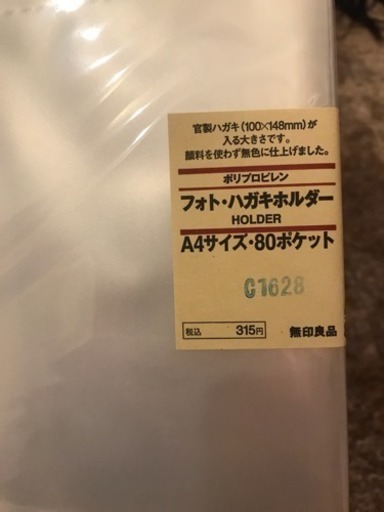 官製ハガキ(100×148mm)が
入る大きさです。
顔料を使わず無色に仕上げました。
ポリプロピレン
フォト・ハガキホルダー
HOLDER
A4サイズ・80ポケット
C1628
税込 315円 無印良品